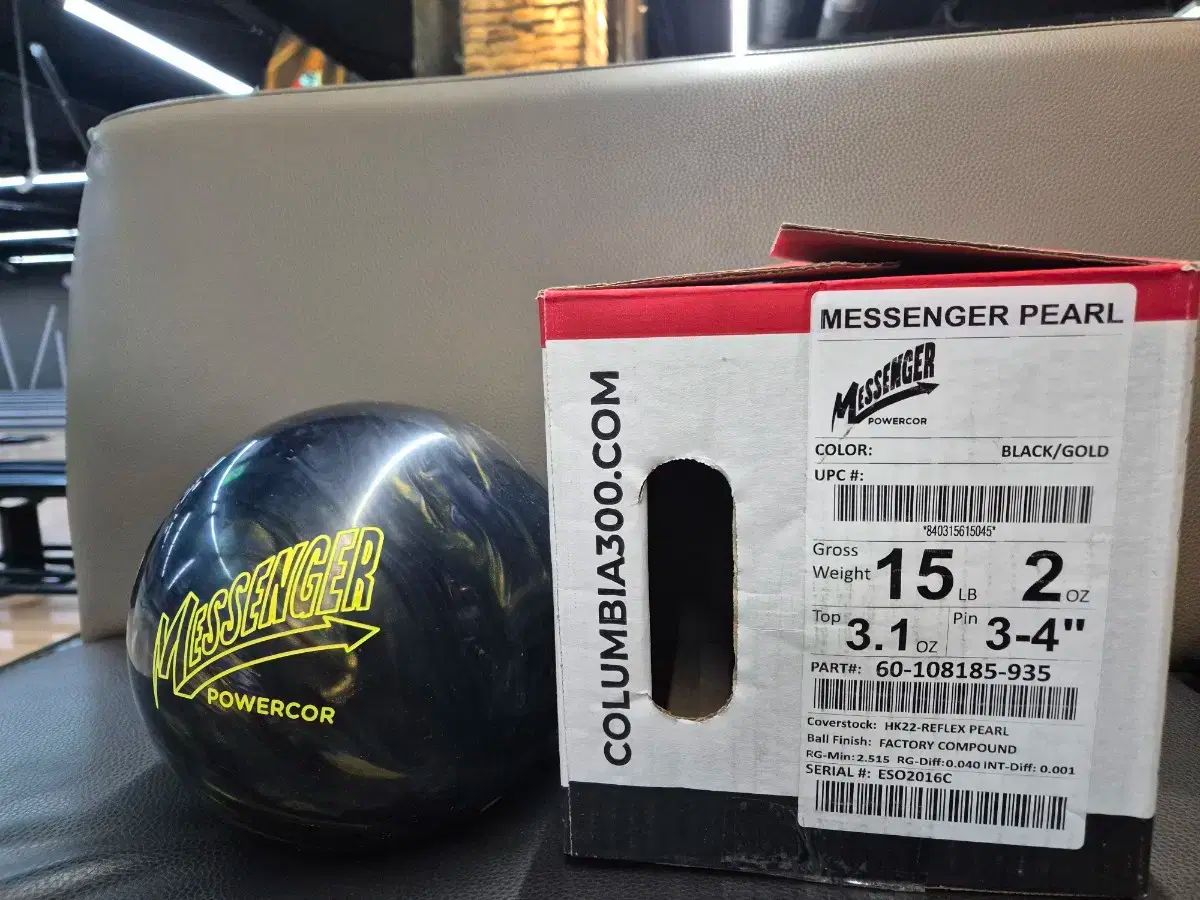 MESSENGER
POWERCOR
COLUMBIA300.COM
MESSENGER PEARL
MESSENGER
POWERCOR
COLOR: BLACK/GOLD
UPC #:
*840315615045*
Gross Weight 15 LB 2 OZ
Top 3.1 OZ Pin 3-4"
PART#: 60-108185-935
Coverstock: HK22-REFLEX PEARL
Ball Finish: FACTORY COMPOUND
RG-Min: 2.515 RG-Diff: 0.040 INT-Diff: 0.001
SERIAL #: ESO2016C